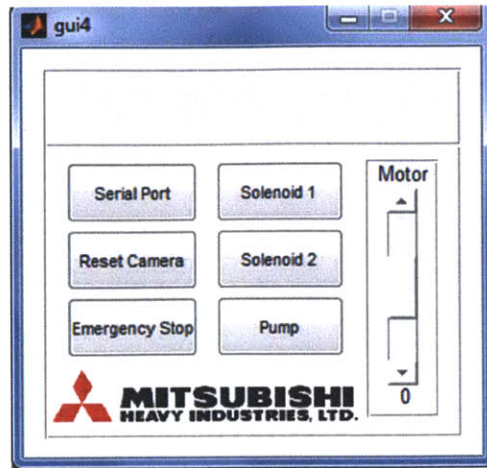 gui4
Motor
Serial Port
Solenoid 1
Reset Camera
Solenoid 2
Emergency Stop
Pump
0
MITSUBISHI
HEAVY INDUSTRIES, LTD.